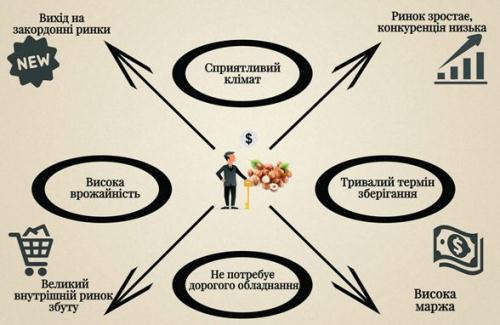 Вихід на
закордонні ринки
NEW
Сприятливий
клімат
Ринок зростає,
конкуренція низька
$
Висока
врожайність
Тривалий термін
зберігання
Великий
внутрішній ринок
збуту
Не потребує
дорогого обладнання
$
Висока
маржа